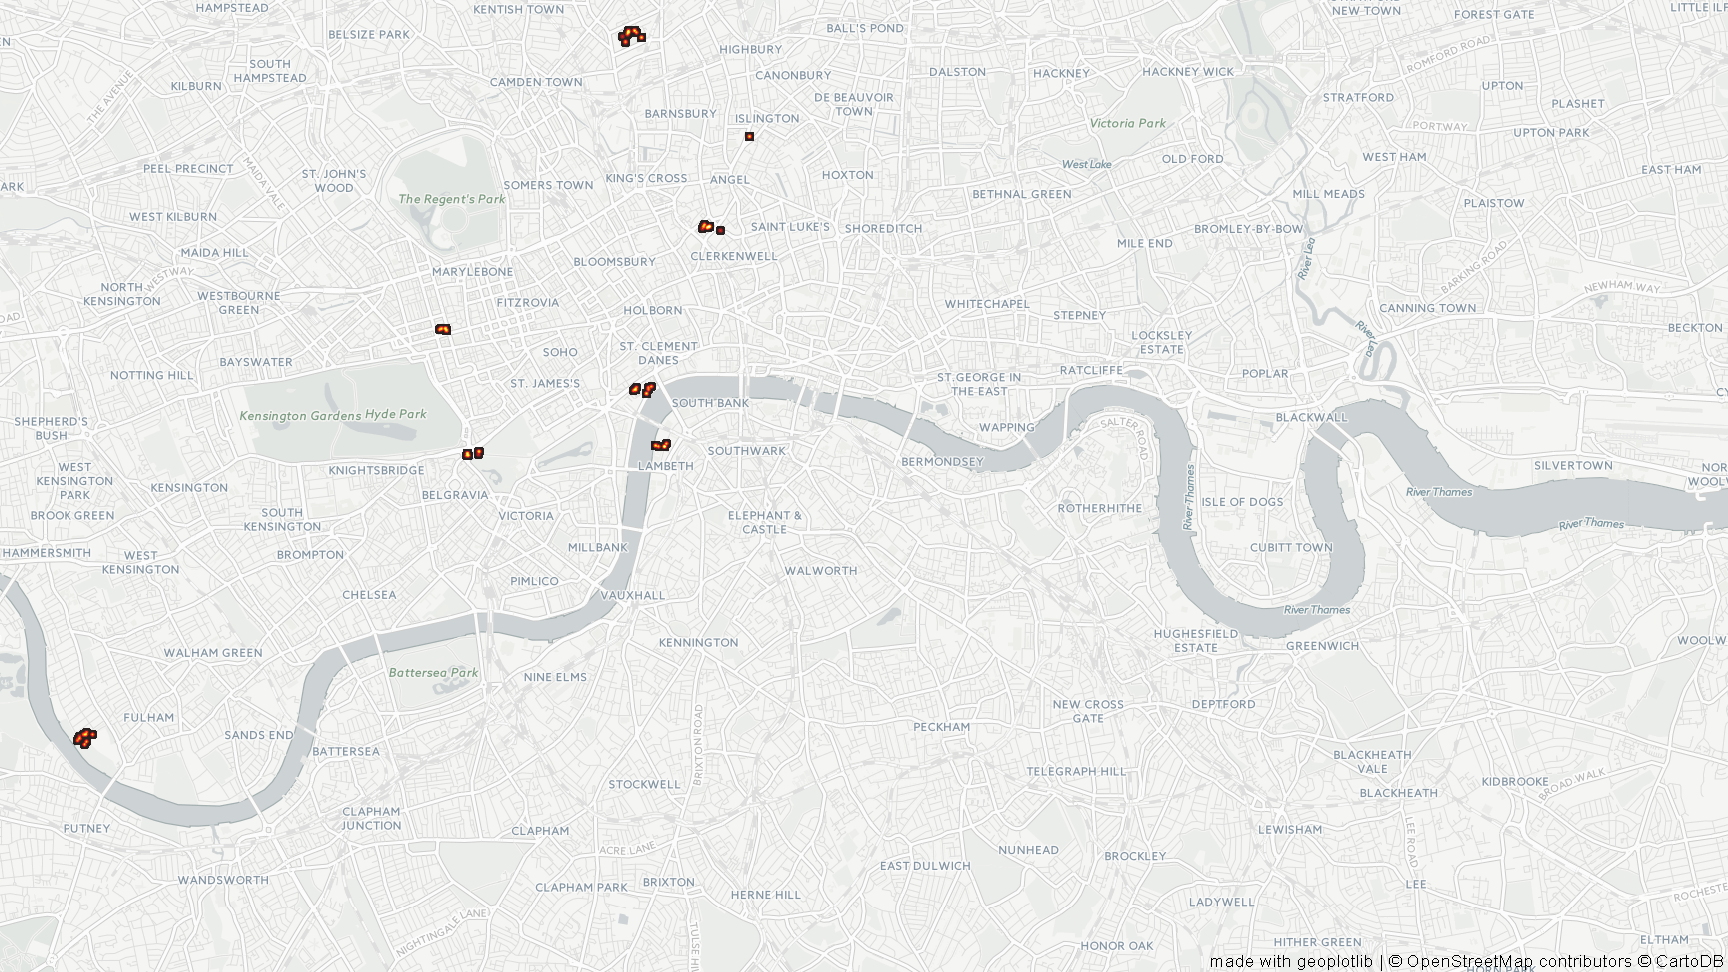 KENTISH TOWN
NEW TOWN
FOREST GATE
LITTLE ILF
HAMPSTEAD
BELSIZE PARK
BALL'S POND
HIGHBURY
SOUTH
HAMPSTEAD
CANONBURY
DALSTON
HACKNEY
HACKNEY WICK
ROMFORD ROAD
KILBURN
THE AVENUE
CAMDEN TOWN
DE BEAUVOIR
TOWN
STRATFORD
UPTON
PLASHET
BARNSBURY
ISLINGTON
Victoria Park
PORTWAY
UPTON PARK
PEEL PRECINCT
MAIDA VALE
ST. JOHN'S
WOOD
SOMERS TOWN
KING'S CROSS
ANGEL
HOXTON
West Lake
OLD FORD
WEST HAM
EAST HAM
ARK
The Regent's Park
BETHNAL GREEN
MILL MEADS
PLAISTOW
WEST KILBURN
SAINT LUKE'S
SHOREDITCH
BROMLEY-BY-BOW
MAIDA HILL
BLOOMSBURY
CLERKENWELL
MILE END
River Lea
BARKING ROAD
WESTWAY
MARYLEBONE
NORTH
KENSINGTON
WESTBOURNE
GREEN
FITZROVIA
HOLBORN
WHITECHAPEL
STEPNEY
CANNING TOWN
NEWHAM WAY
BECKTON
ROAD
BAYSWATER
SOHO
ST. CLEMENT
DANES
LOCKSLEY
ESTATE
River Lea
NOTTING HILL
ST. JAMES'S
ST.GEORGE IN
THE-EAST
RATCLIFFE
POPLAR
Kensington Gardens
Hyde Park
SOUTH BANK
SHEPHERD'S
BUSH
WAPPING
SALTER ROAD
BLACKWALL
WEST
KENSINGTON
PARK
KNIGHTSBRIDGE
LAMBETH
SOUTHWARK
BERMONDSEY
SILVERTOWN
NOR
WOOLW
KENSINGTON
BELGRAVIA
River Thames
River Thames
BROOK GREEN
SOUTH
KENSINGTON
VICTORIA
ELEPHANT &
CASTLE
ROTHERHITHE
ISLE OF DOGS
River Thames
HAMMERSMITH
WEST
KENSINGTON
BROMPTON
MILLBANK
CUBITT TOWN
PIMLICO
WALWORTH
CHELSEA
VAUXHALL
River Thames
WALHAM GREEN
KENNINGTON
HUGHESFIELD
ESTATE
GREENWICH
WOOLW
Battersea Park
NINE ELMS
FULHAM
SANDS END
BRIXTON ROAD
PECKHAM
NEW CROSS
GATE
DEPTFORD
BATTERSEA
BLACKHEATH
VALE
STOCKWELL
TELEGRAPH HILL
KIDBROOKE
BROAD WALK
BLACKHEATH
CLAPHAM
JUNCTION
PUTNEY
CLAPHAM
LEWISHAM
LEE ROAD
ACRE LANE
NUNHEAD
BROCKLEY
EAST DULWICH
WANDSWORTH
CLAPHAM PARK
BRIXTON
HERNE HILL
LEE
ROCHESTE
LADYWELL
NIGHTINGALE LANE
TULSE HI
HONOR OAK
HITHER GREEN
ELTHAM
made with geoplotlib | © OpenStreetMap contributors © CartoDB